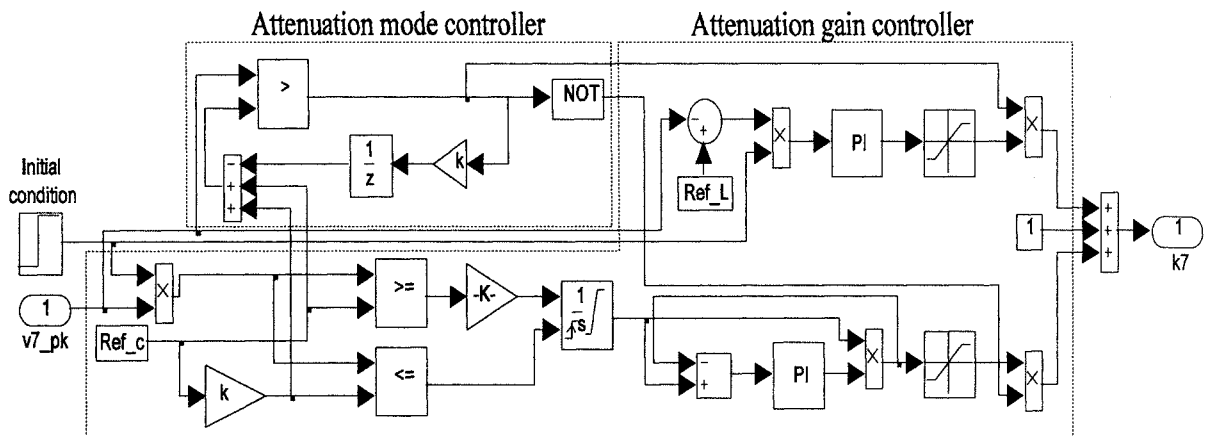 Attenuation mode controller
Attenuation gain controller
>
NOT
1
z
k
-
+
+
Initial
condition
-
+
Ref_L
X
PI
X
1
+
+
+
1
k7
1
v7_pk
X
Ref_c
k
>=
<=
-K-
1
s
-
+
PI
X
X